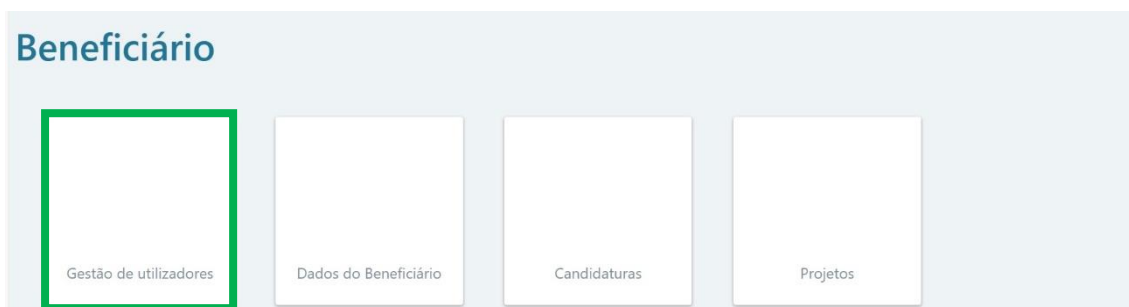 Beneficiário
Gestão de utilizadores
Dados do Beneficiário
Candidaturas
Projetos